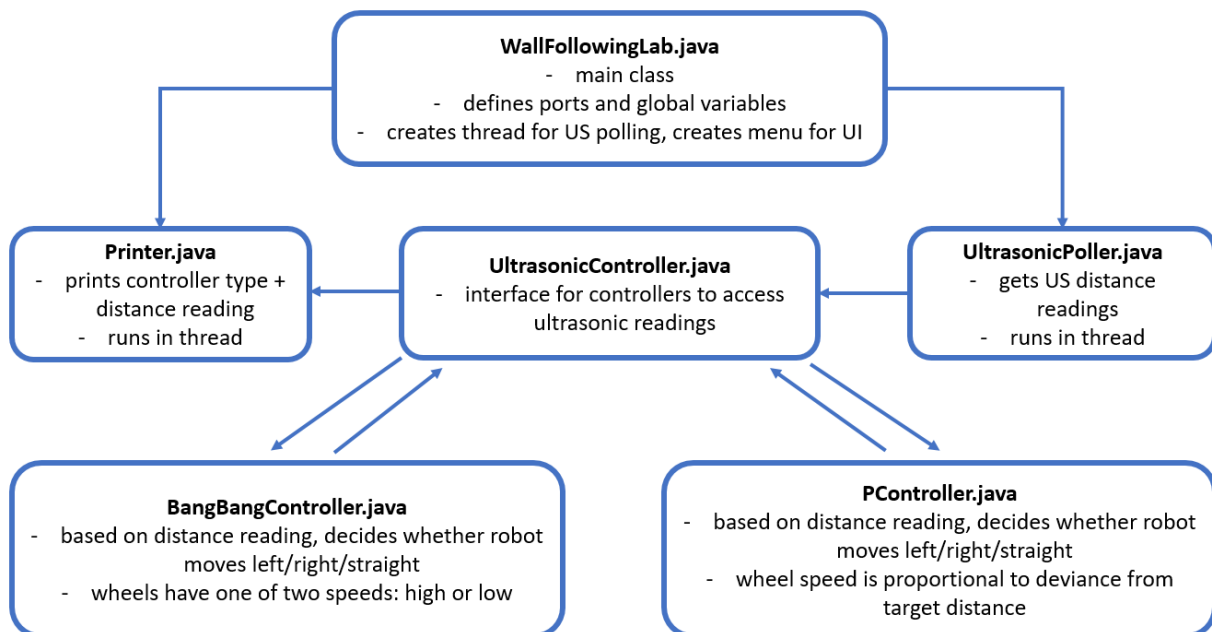 WallFollowingLab.java
- main class
- defines ports and global variables
- creates thread for US polling, creates menu for UI
Printer.java
- prints controller type +
distance reading
- runs in thread
UltrasonicController.java
- interface for controllers to access
ultrasonic readings
UltrasonicPoller.java
- gets US distance
readings
- runs in thread
BangBangController.java
- based on distance reading, decides whether robot
moves left/right/straight
- wheels have one of two speeds: high or low
PController.java
- based on distance reading, decides whether robot
moves left/right/straight
- wheel speed is proportional to deviance from
target distance